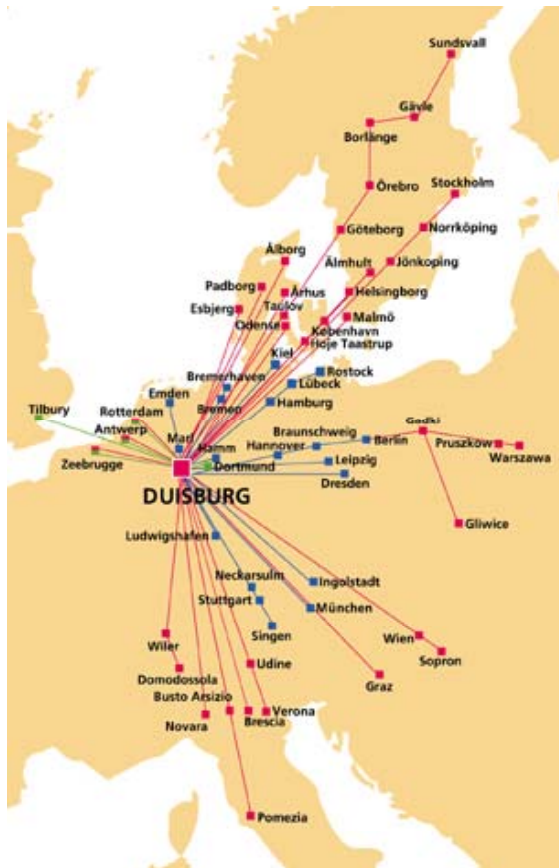 Sundsvall
Gävle
Borlänge
Örebro
Stockholm
Göteborg
Norrköping
Ålborg
Älmhult
Jönkoping
Padborg
Århus
Helsingborg
Esbjerg
Taulov
Malmö
Odense
København
Hoje Taastrup
Kiel
Bremerhaven
Rostock
Lübeck
Emden
Bremen
Hamburg
Tilbury
Rotterdam
Antwerp
Marl
Hamm
Braunschweig
Hannover
Berlin
Pruszkow
Warszawa
Zeebrugge
Dortmund
Leipzig
Dresden
DUISBURG
Gliwice
Ludwigshafen
Neckarsulm
Ingolstadt
Stuttgart
München
Singen
Wien
Sopron
Wiler
Udine
Graz
Domodossola
Busto Arsizio
Novara
Brescia
Verona
Pomezia